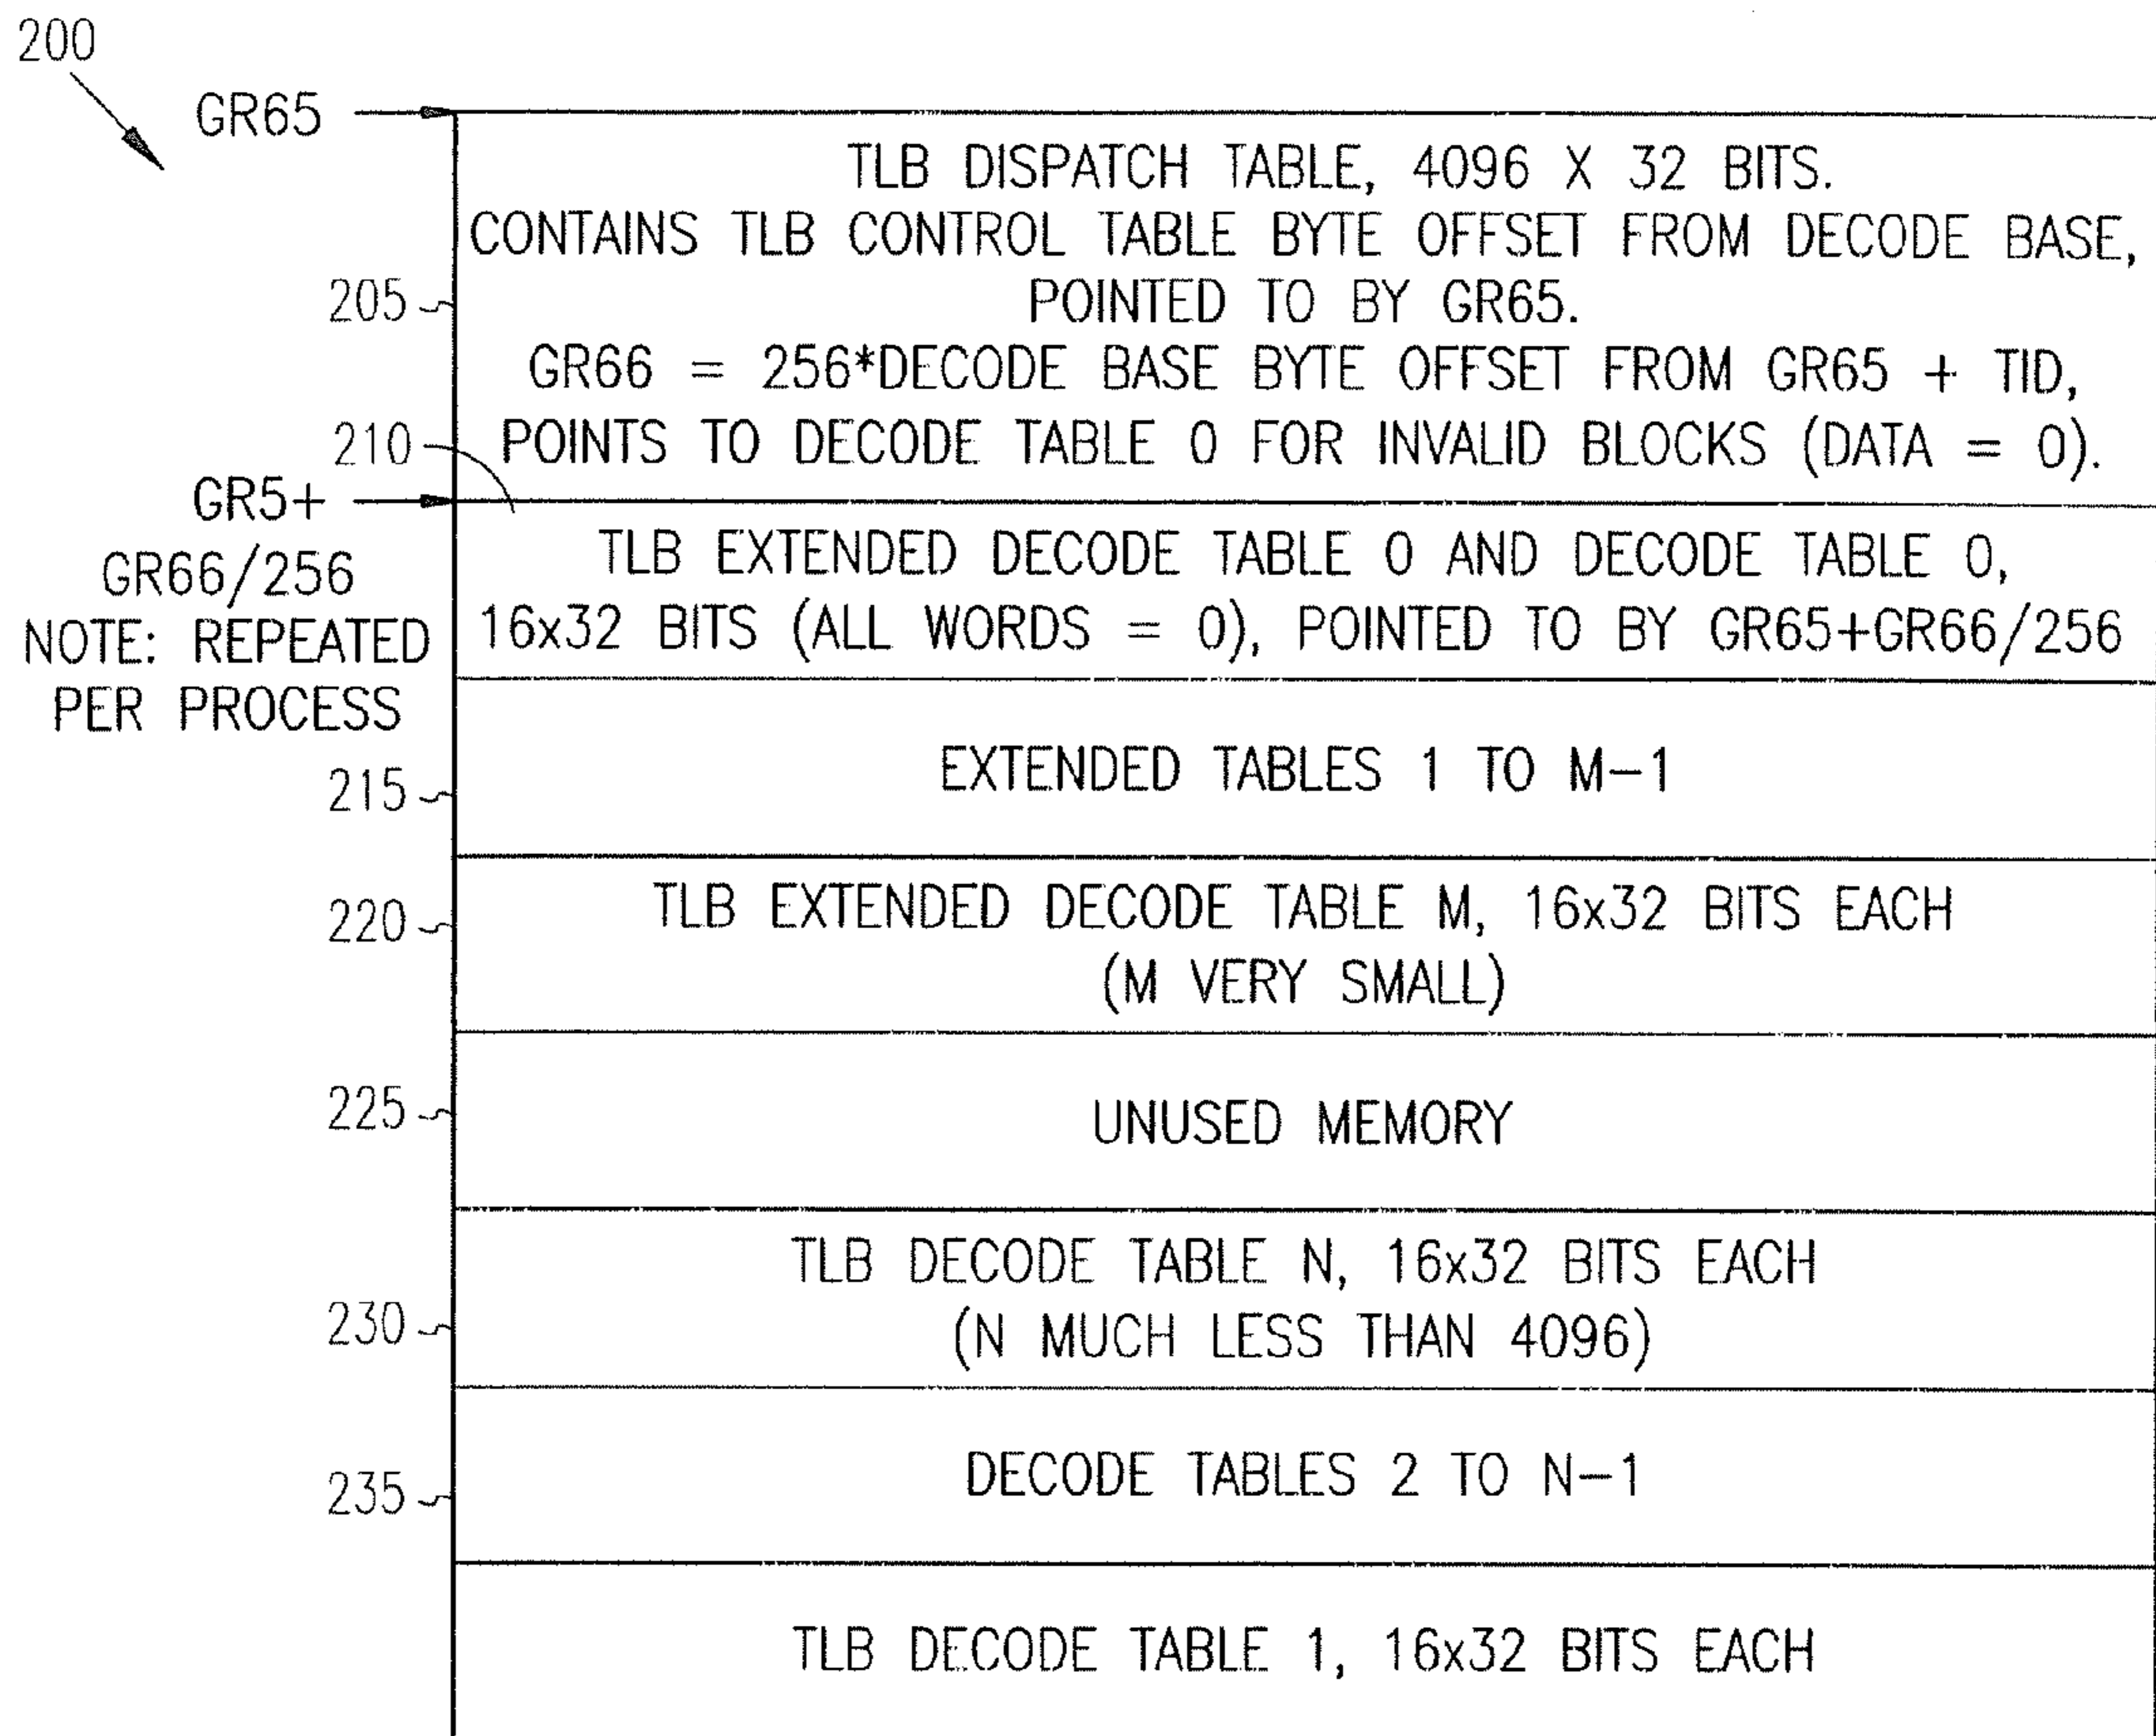 200
GR65
TLB DISPATCH TABLE, 4096 X 32 BITS.
CONTAINS TLB CONTROL TABLE BYTE OFFSET FROM DECODE BASE,
205
POINTED TO BY GR65.
GR66 = 256*DECODE BASE BYTE OFFSET FROM GR65 + TID,
210
POINTS TO DECODE TABLE 0 FOR INVALID BLOCKS (DATA = 0).
GR5+
GR66/256
NOTE: REPEATED
PER PROCESS
TLB EXTENDED DECODE TABLE 0 AND DECODE TABLE 0,
16x32 BITS (ALL WORDS = 0), POINTED TO BY GR65+GR66/256
215
EXTENDED TABLES 1 TO M-1
220
TLB EXTENDED DECODE TABLE M, 16x32 BITS EACH
(M VERY SMALL)
225
UNUSED MEMORY
230
TLB DECODE TABLE N, 16x32 BITS EACH
(N MUCH LESS THAN 4096)
235
DECODE TABLES 2 TO N-1
TLB DECODE TABLE 1, 16x32 BITS EACH